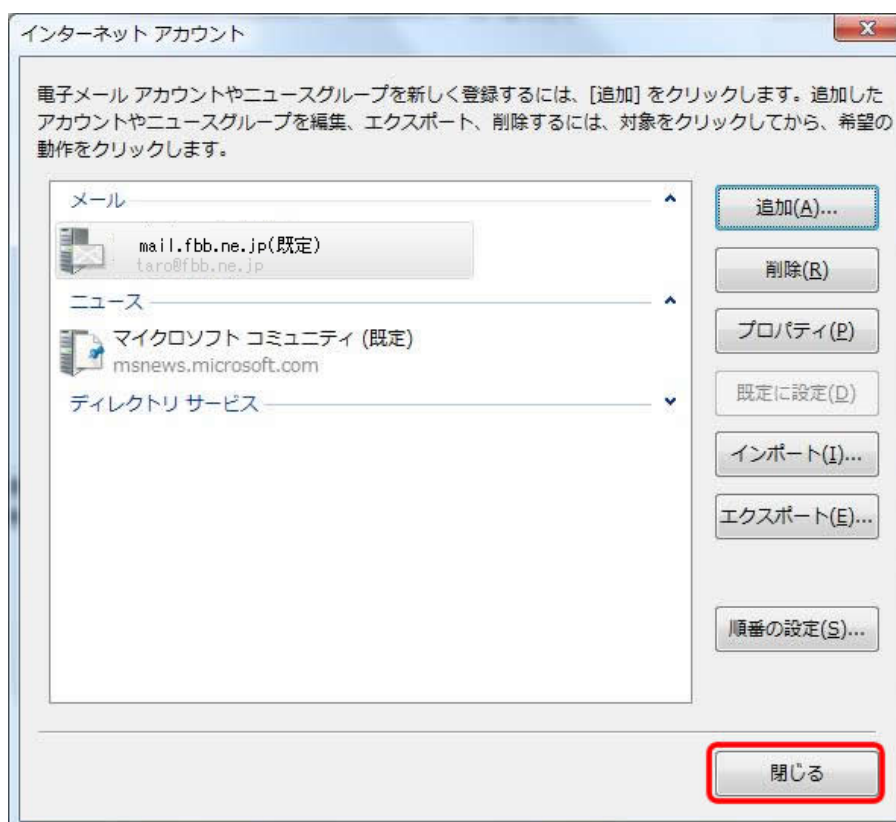 インターネット アカウント
電子メール アカウントやニュースグループを新しく登録するには、[追加] をクリックします。追加した
アカウントやニュースグループを編集、エクスポート、削除するには、対象をクリックしてから、希望の
動作をクリックします。
メール
mail.fbb.ne.jp(既定)
taro@fbb.ne.jp
ニュース
マイクロソフト コミュニティ (既定)
msnews.microsoft.com
ディレクトリ サービス
追加(A)...
削除(R)
プロパティ(P)
既定に設定(D)
インポート(I)...
エクスポート(E)...
順番の設定(S)...
閉じる